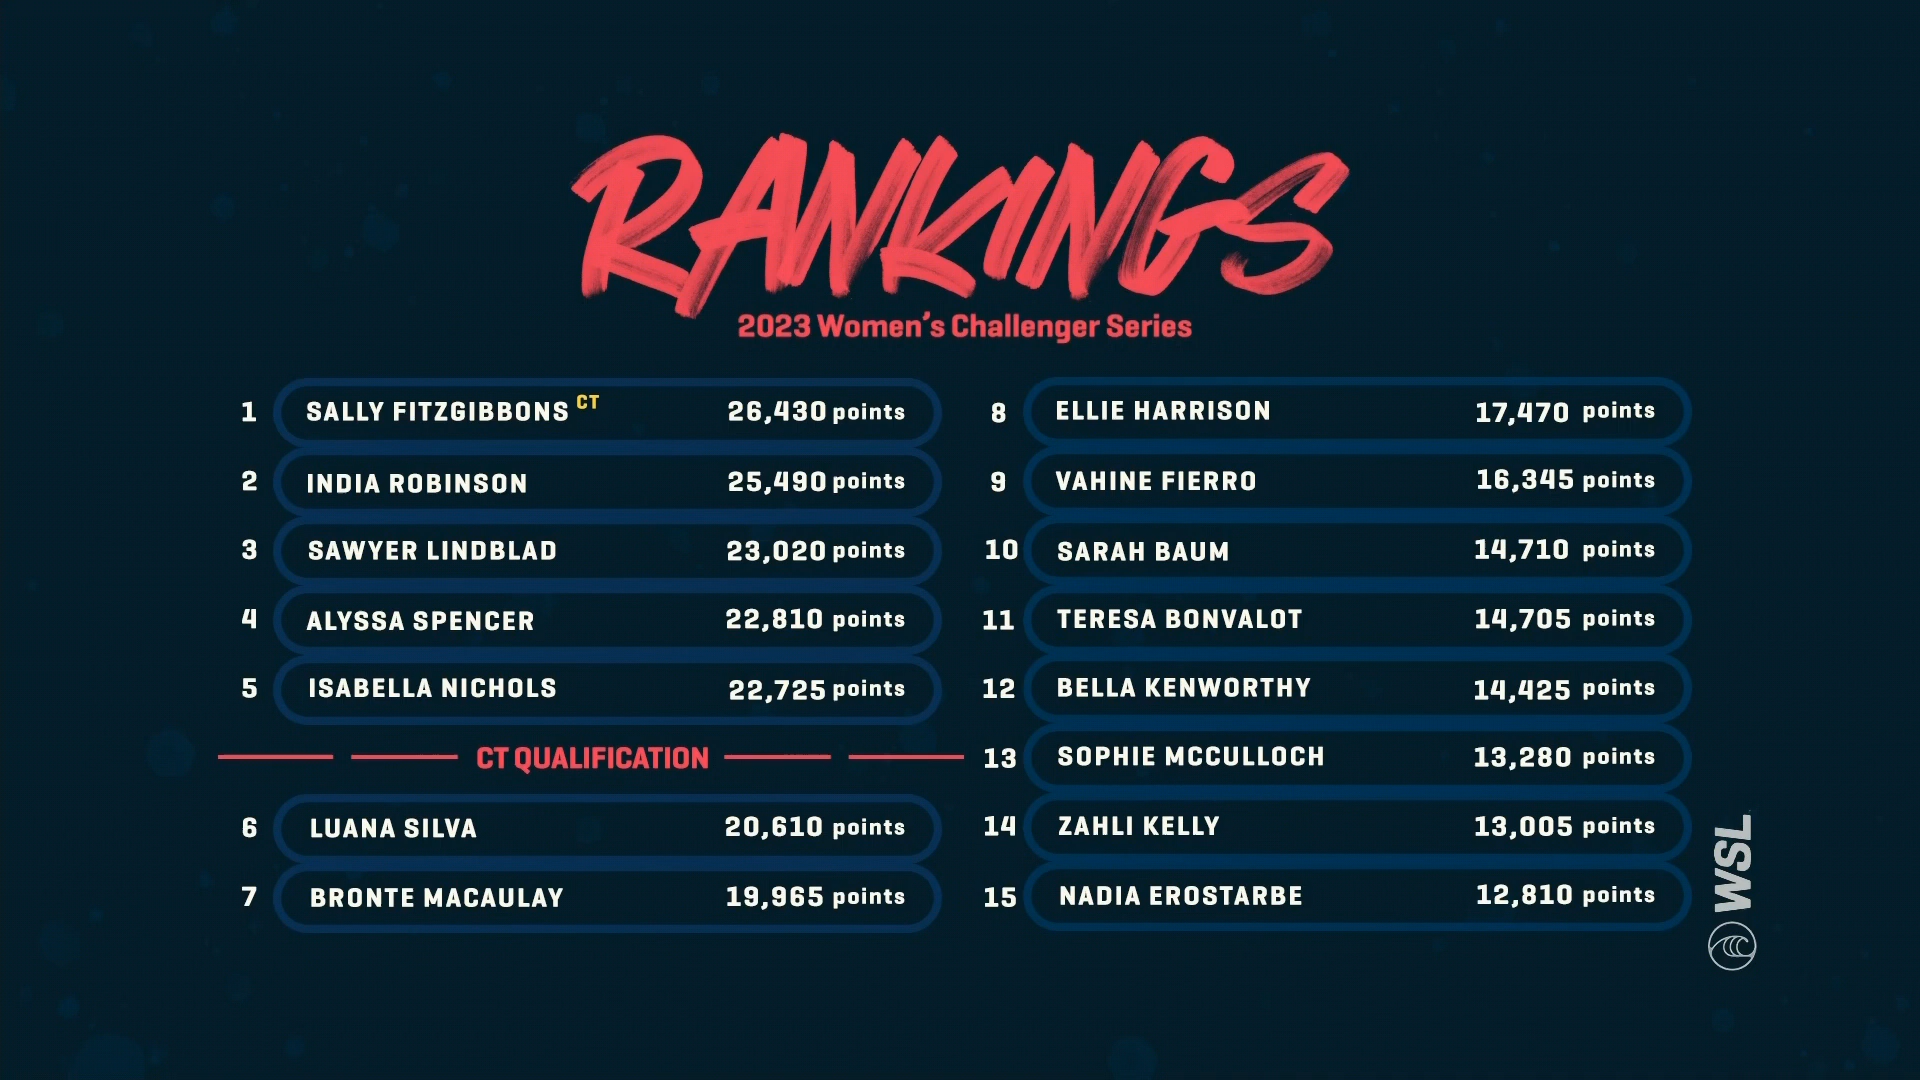 RANKINGS
2023 Women's Challenger Series
1 SALLY FITZGIBBONS CT 26,430 points
2 INDIA ROBINSON 25,490 points
3 SAWYER LINDBLAD 23,020 points
4 ALYSSA SPENCER 22,810 points
5 ISABELLA NICHOLS 22,725 points
CT QUALIFICATION
6 LUANA SILVA 20,610 points
7 BRONTE MACAULAY 19,965 points
8 ELLIE HARRISON 17,470 points
9 VAHINE FIERRO 16,345 points
10 SARAH BAUM 14,710 points
11 TERESA BONVALOT 14,705 points
12 BELLA KENWORTHY 14,425 points
13 SOPHIE MCCULLOCH 13,280 points
14 ZAHLI KELLY 13,005 points
15 NADIA EROSTARBE 12,810 points
WSL